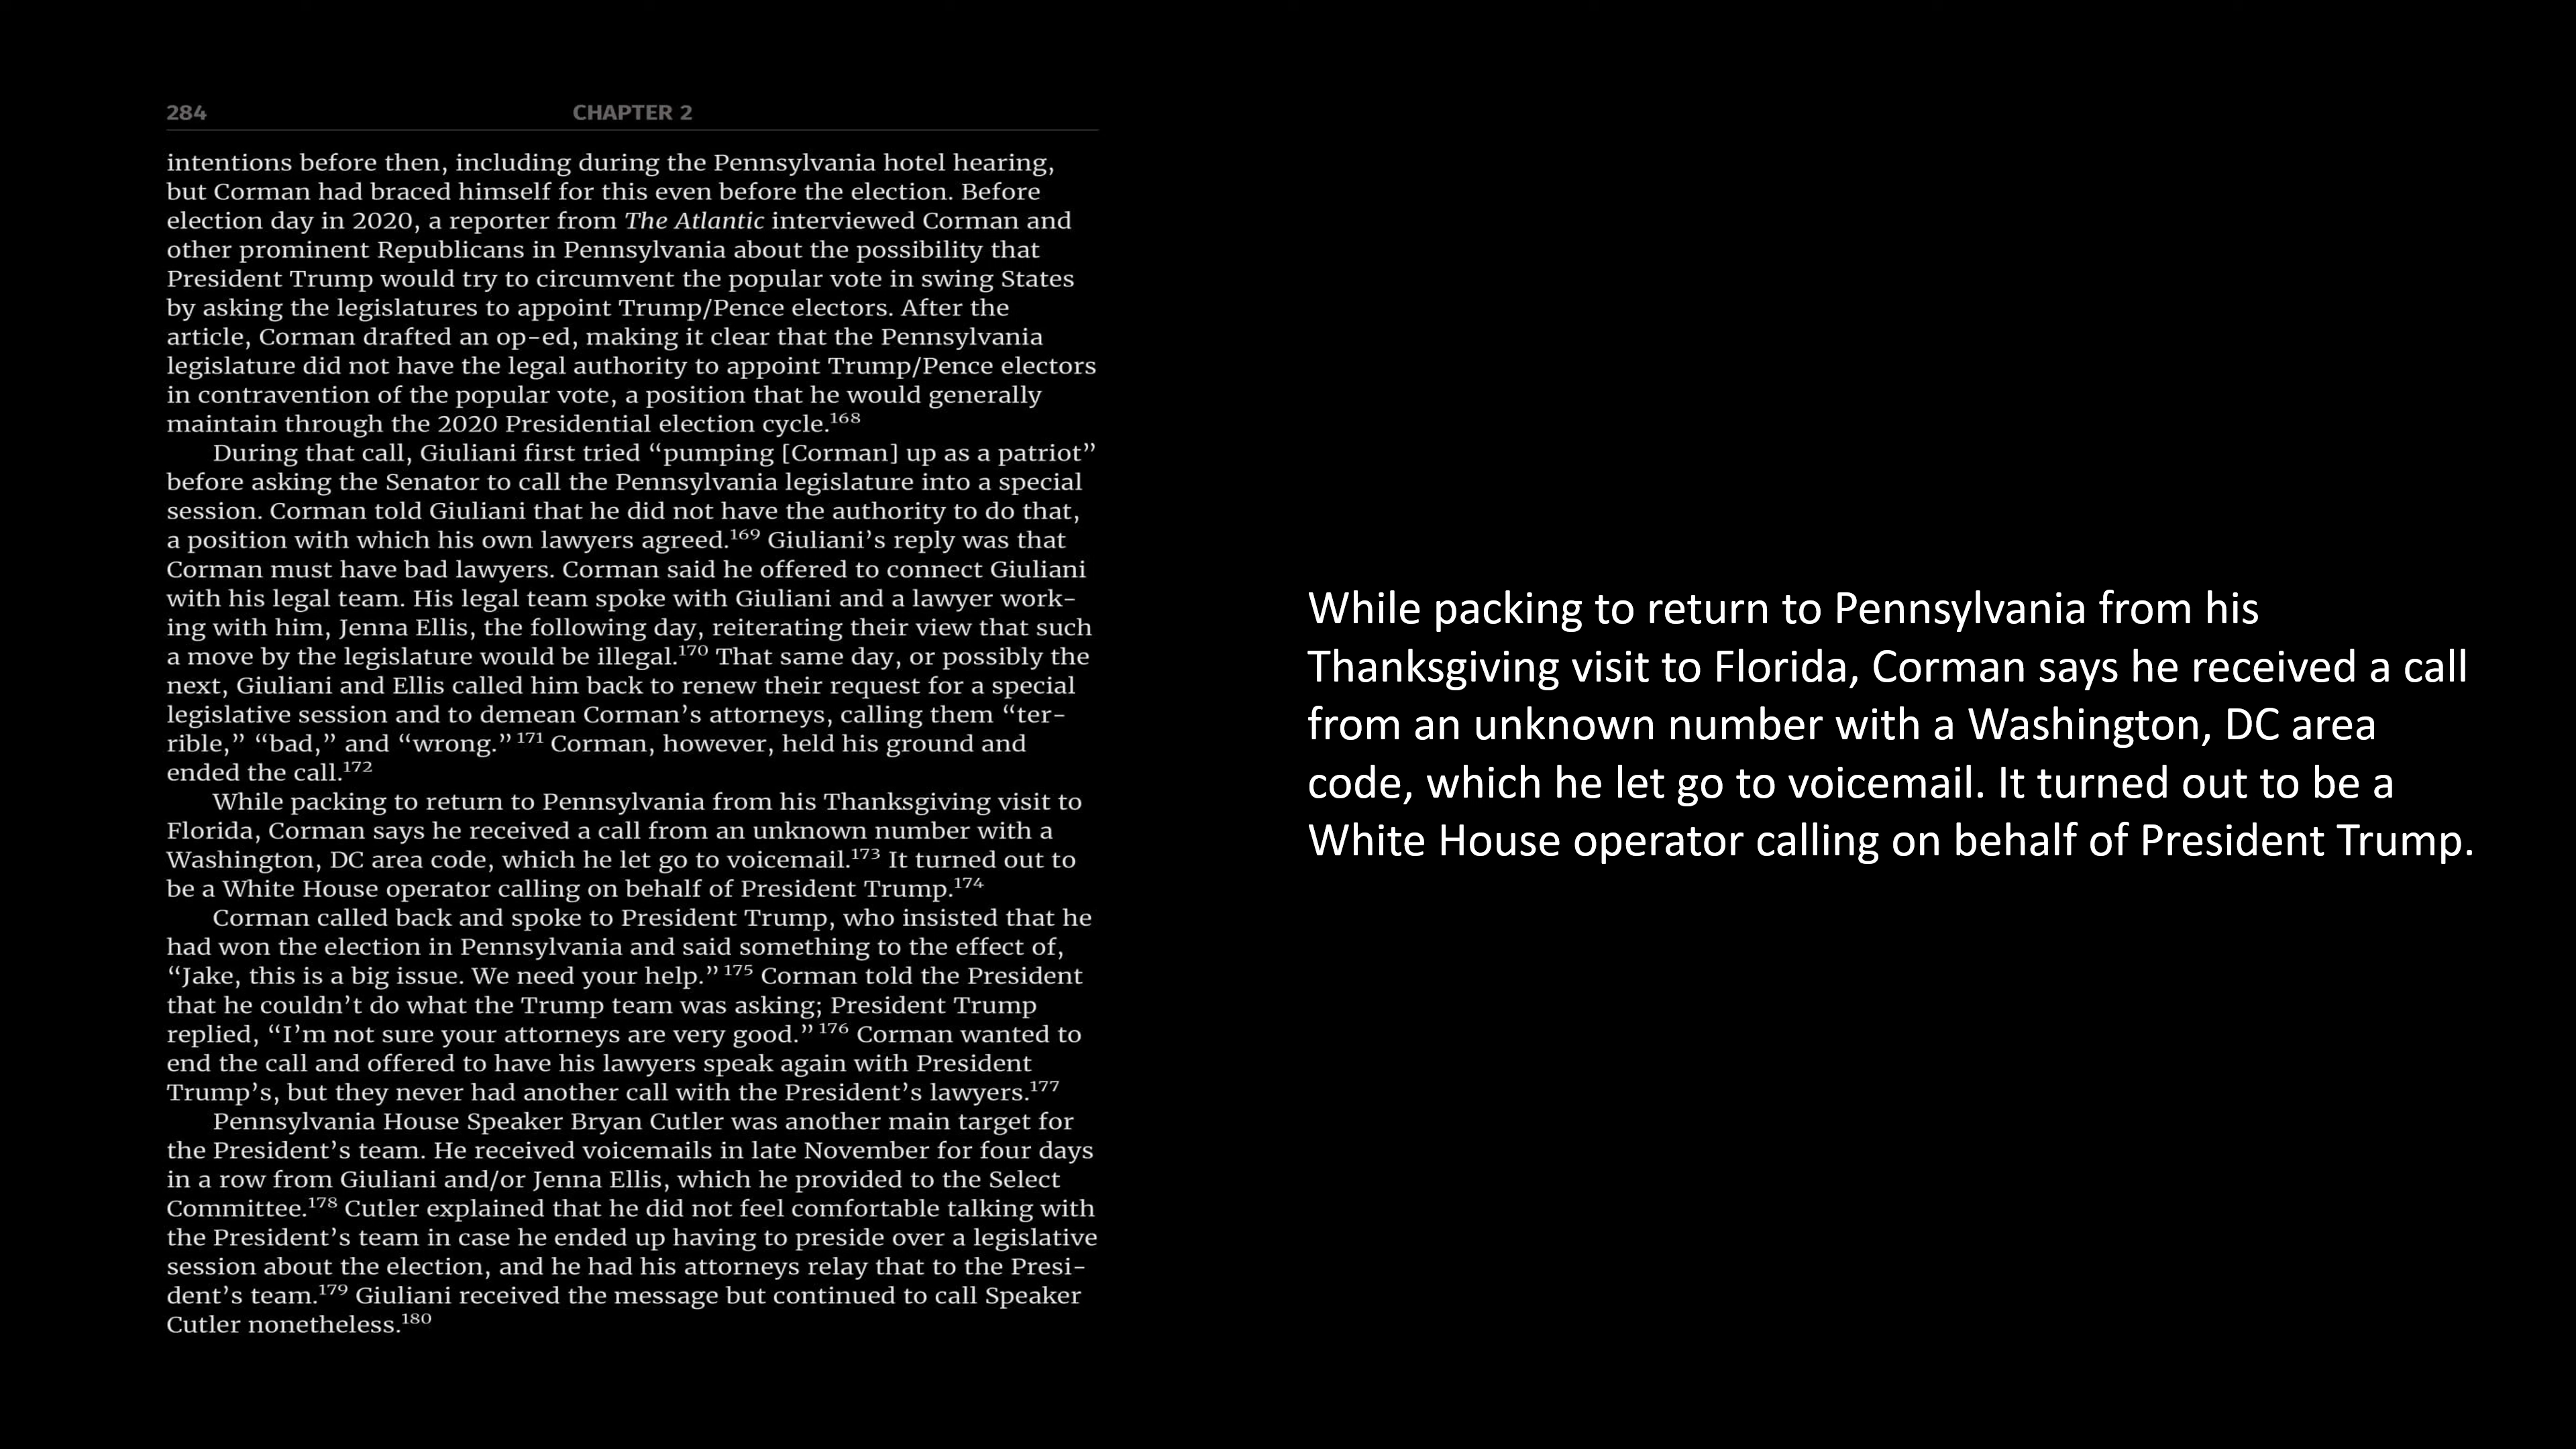 284 CHAPTER 2
intentions before then, including during the Pennsylvania hotel hearing,
but Corman had braced himself for this even before the election. Before
election day in 2020, a reporter from The Atlantic interviewed Corman and
other prominent Republicans in Pennsylvania about the possibility that
President Trump would try to circumvent the popular vote in swing States
by asking the legislatures to appoint Trump/Pence electors. After the
article, Corman drafted an op-ed, making it clear that the Pennsylvania
legislature did not have the legal authority to appoint Trump/Pence electors
in contravention of the popular vote, a position that he would generally
maintain through the 2020 Presidential election cycle.168
During that call, Giuliani first tried “pumping [Corman] up as a patriot”
before asking the Senator to call the Pennsylvania legislature into a special
session. Corman told Giuliani that he did not have the authority to do that,
a position with which his own lawyers agreed.169 Giuliani’s reply was that
Corman must have bad lawyers. Corman said he offered to connect Giuliani
with his legal team. His legal team spoke with Giuliani and a lawyer work-
ing with him, Jenna Ellis, the following day, reiterating their view that such
a move by the legislature would be illegal.170 That same day, or possibly the
next, Giuliani and Ellis called him back to renew their request for a special
legislative session and to demean Corman’s attorneys, calling them “ter-
rible,” “bad,” and “wrong.” 171 Corman, however, held his ground and
ended the call.172
While packing to return to Pennsylvania from his Thanksgiving visit to
Florida, Corman says he received a call from an unknown number with a
Washington, DC area code, which he let go to voicemail.173 It turned out to
be a White House operator calling on behalf of President Trump.174
Corman called back and spoke to President Trump, who insisted that he
had won the election in Pennsylvania and said something to the effect of,
“Jake, this is a big issue. We need your help.” 175 Corman told the President
that he couldn’t do what the Trump team was asking; President Trump
replied, “I’m not sure your attorneys are very good.” 176 Corman wanted to
end the call and offered to have his lawyers speak again with President
Trump’s, but they never had another call with the President’s lawyers.177
Pennsylvania House Speaker Bryan Cutler was another main target for
the President’s team. He received voicemails in late November for four days
in a row from Giuliani and/or Jenna Ellis, which he provided to the Select
Committee.178 Cutler explained that he did not feel comfortable talking with
the President’s team in case he ended up having to preside over a legislative
session about the election, and he had his attorneys relay that to the Presi-
dent’s team.179 Giuliani received the message but continued to call Speaker
Cutler nonetheless.180
While packing to return to Pennsylvania from his
Thanksgiving visit to Florida, Corman says he received a call
from an unknown number with a Washington, DC area
code, which he let go to voicemail. It turned out to be a
White House operator calling on behalf of President Trump.